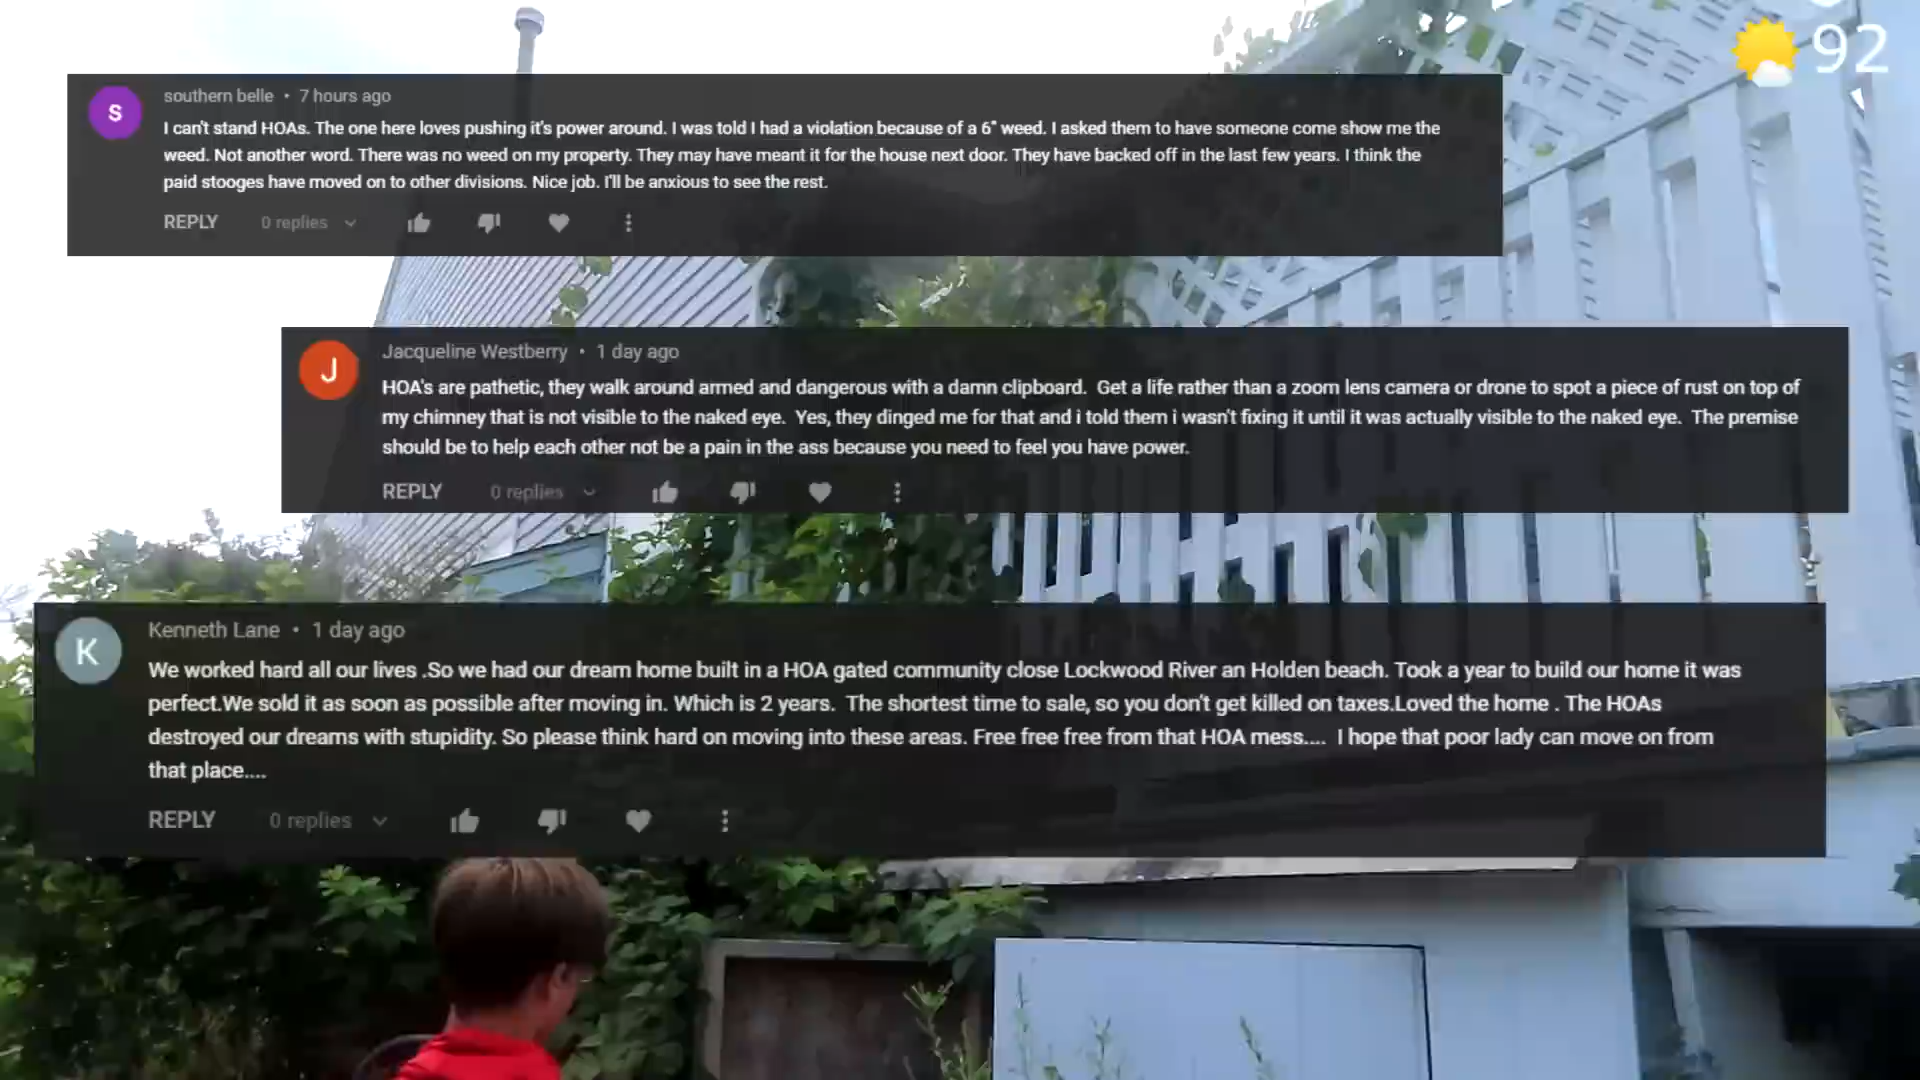 92
S
southern belle • 7 hours ago
I can't stand HOAs. The one here loves pushing it's power around. I was told I had a violation because of a 6" weed. I asked them to have someone come show me the
weed. Not another word. There was no weed on my property. They may have meant it for the house next door. They have backed off in the last few years. I think the
paid stooges have moved on to other divisions. Nice job. I'll be anxious to see the rest.
REPLY 0 replies
J
Jacqueline Westberry • 1 day ago
HOA's are pathetic, they walk around armed and dangerous with a damn clipboard. Get a life rather than a zoom lens camera or drone to spot a piece of rust on top of
my chimney that is not visible to the naked eye. Yes, they dinged me for that and i told them i wasn't fixing it until it was actually visible to the naked eye. The premise
should be to help each other not be a pain in the ass because you need to feel you have power.
REPLY 0 replies
K
Kenneth Lane • 1 day ago
We worked hard all our lives .So we had our dream home built in a HOA gated community close Lockwood River an Holden beach. Took a year to build our home it was
perfect.We sold it as soon as possible after moving in. Which is 2 years. The shortest time to sale, so you don't get killed on taxes.Loved the home . The HOAs
destroyed our dreams with stupidity. So please think hard on moving into these areas. Free free free from that HOA mess.... I hope that poor lady can move on from
that place....
REPLY 0 replies